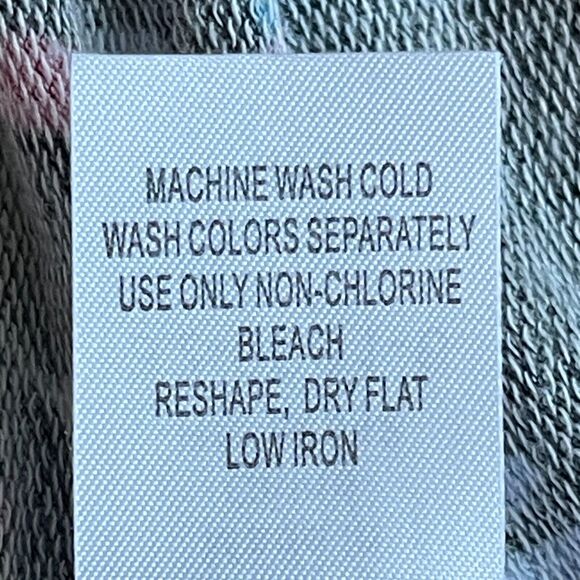 MACHINE WASH COLD
WASH COLORS SEPARATELY
USE ONLY NON-CHLORINE
BLEACH
RESHAPE, DRY FLAT
LOW IRON